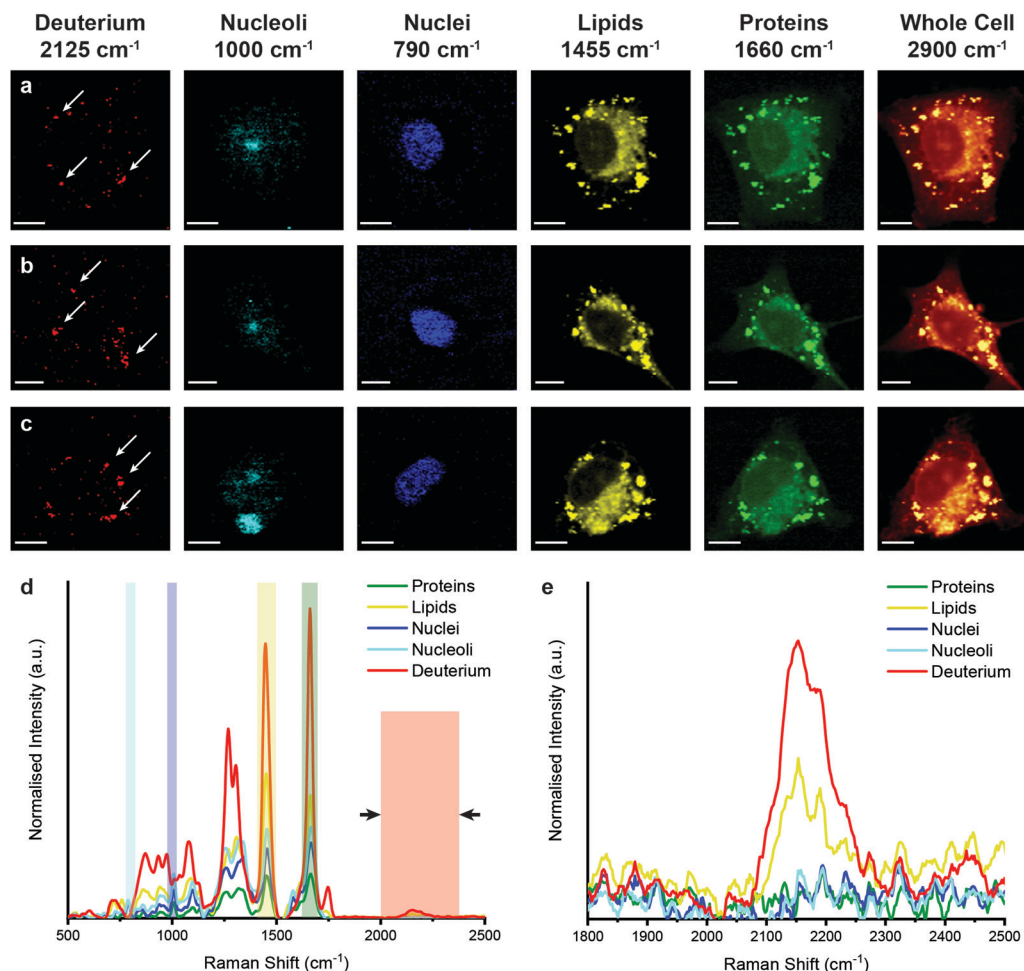 Deuterium
2125 cm⁻¹
Nucleoli
1000 cm⁻¹
Nuclei
790 cm⁻¹
Lipids
1455 cm⁻¹
Proteins
1660 cm⁻¹
Whole Cell
2900 cm⁻¹
a
b
c
d
Normalised Intensity (a.u.)
Proteins
Lipids
Nuclei
Nucleoli
Deuterium
500 1000 1500 2000 2500
Raman Shift (cm⁻¹)
e
Normalised Intensity (a.u.)
Proteins
Lipids
Nuclei
Nucleoli
Deuterium
1800 1900 2000 2100 2200 2300 2400 2500
Raman Shift (cm⁻¹)